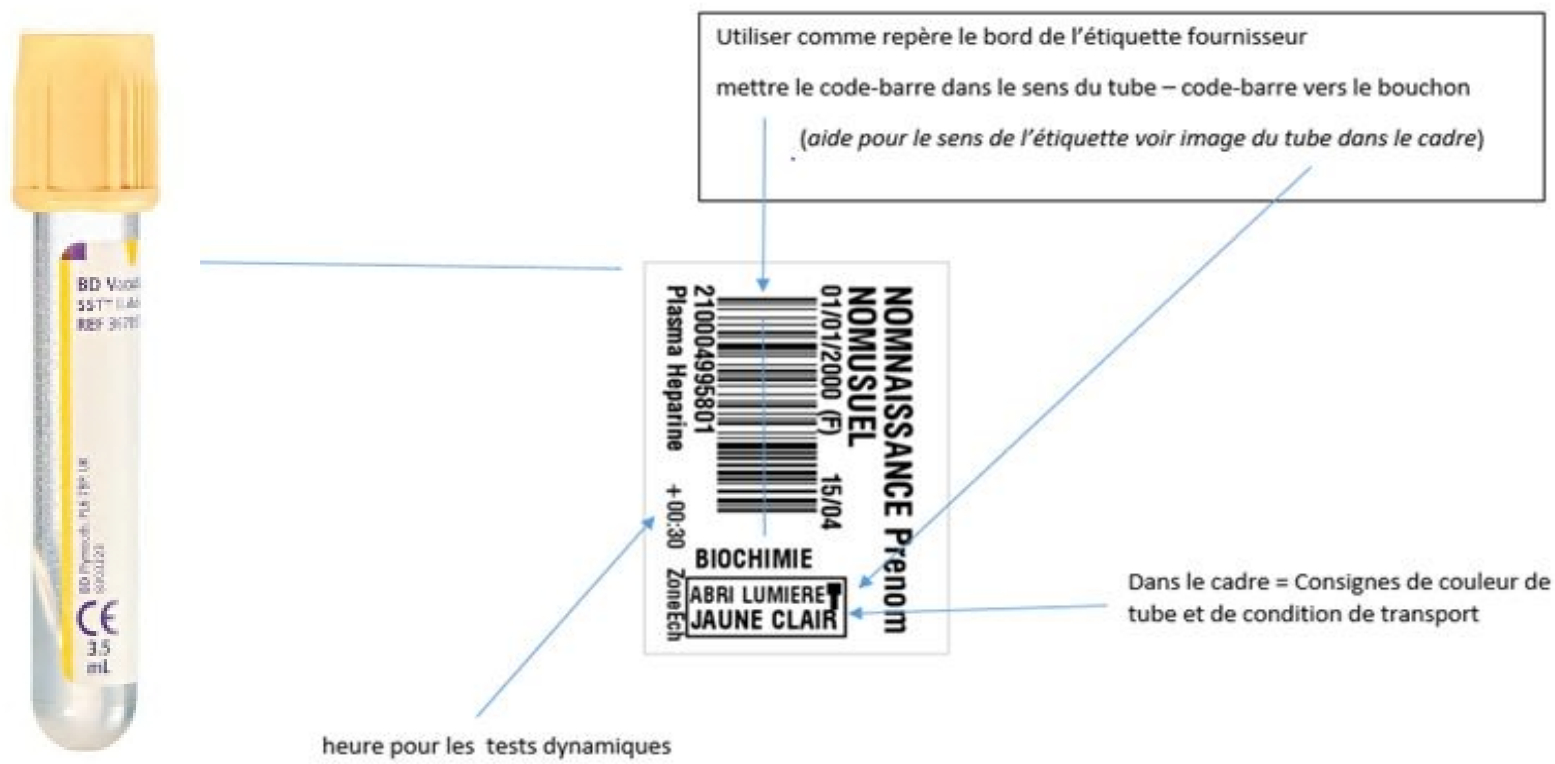 Utiliser comme repère le bord de l’étiquette fournisseur
mettre le code-barre dans le sens du tube – code-barre vers le bouchon
(aide pour le sens de l’étiquette voir image du tube dans le cadre)
BD
SST™
REF
BD Plymouth,
CE
3.5
mL
NOMNAISSANCE Prenom
NOMUSUEL
01/01/2000 (F) 15/04
210004995801
Plasma Heparine +00:30 ZoneEch
BIOCHIMIE
ABRI LUMIERE
JAUNE CLAIR
Dans le cadre = Consignes de couleur de
tube et de condition de transport
heure pour les tests dynamiques